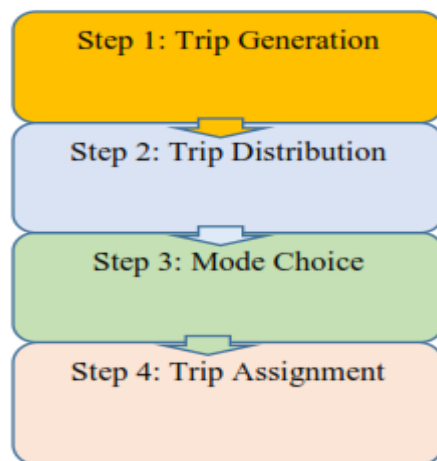 Step 1: Trip Generation
Step 2: Trip Distribution
Step 3: Mode Choice
Step 4: Trip Assignment